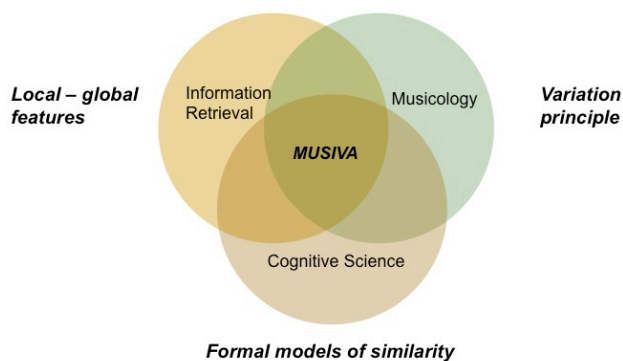 Local – global
features
Information
Retrieval
Musicology
Variation
principle
MUSIVA
Cognitive Science
Formal models of similarity